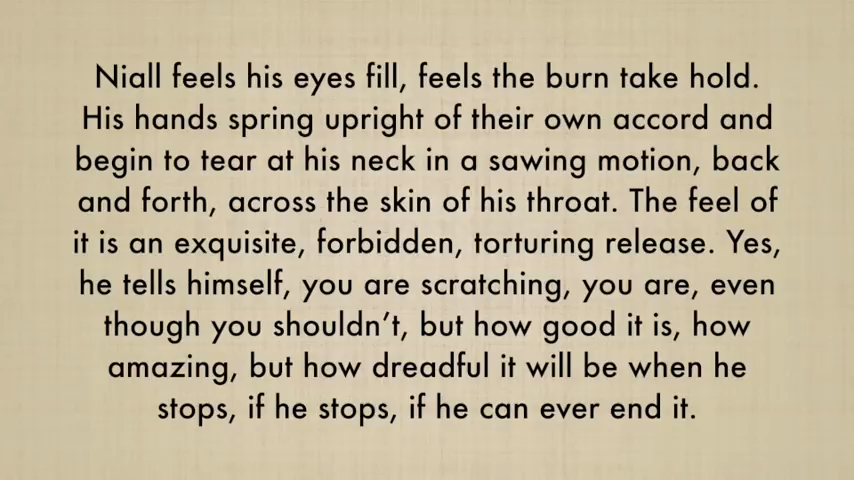 Niall feels his eyes fill, feels the burn take hold.
His hands spring upright of their own accord and
begin to tear at his neck in a sawing motion, back
and forth, across the skin of his throat. The feel of
it is an exquisite, forbidden, torturing release. Yes,
he tells himself, you are scratching, you are, even
though you shouldn’t, but how good it is, how
amazing, but how dreadful it will be when he
stops, if he stops, if he can ever end it.